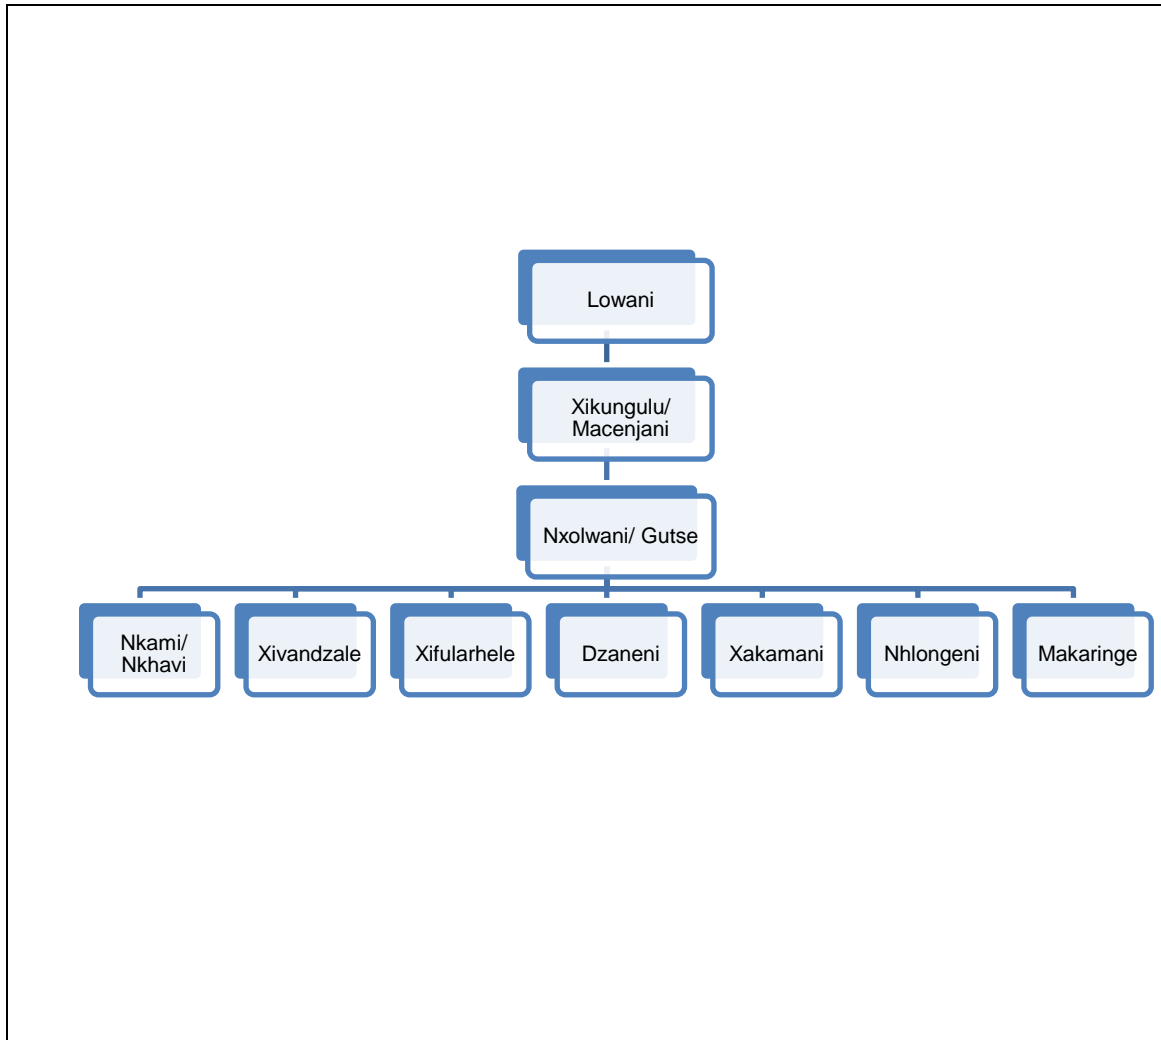 Lowani
Xikungulu/
Macenjani
Nxolwani/ Gutse
Nkami/
Nkhavi
Xivandzale
Xifularhele
Dzaneni
Xakamani
Nhlongeni
Makaringe